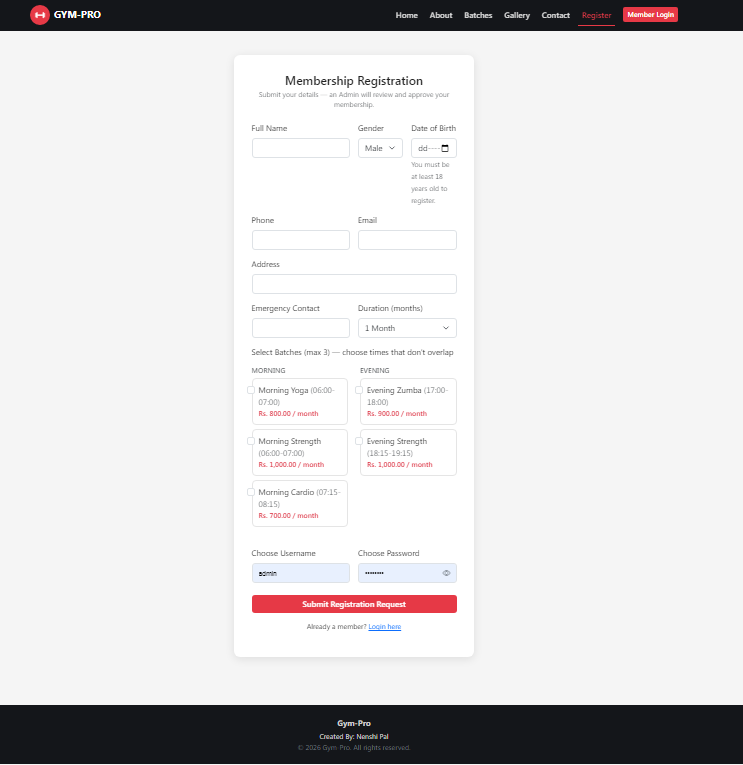 GYM-PRO
Home About Batches Gallery Contact Register Member Login
Membership Registration
Submit your details — an Admin will review and approve your
membership.
Full Name Gender Date of Birth
Male dd-----
You must be
at least 18
years old to
register.
Phone Email
Address
Emergency Contact Duration (months)
1 Month
Select Batches (max 3) — choose times that don't overlap
MORNING EVENING
Morning Yoga (06:00-
07:00)
Rs. 800.00 / month
Evening Zumba (17:00-
18:00)
Rs. 900.00 / month
Morning Strength
(06:00-07:00)
Rs. 1,000.00 / month
Evening Strength
(18:15-19:15)
Rs. 1,000.00 / month
Morning Cardio (07:15-
08:15)
Rs. 700.00 / month
Choose Username Choose Password
admin ••••••••
Submit Registration Request
Already a member? Login here
Gym-Pro
Created By: Nenshi Pal
© 2026 Gym-Pro. All rights reserved.